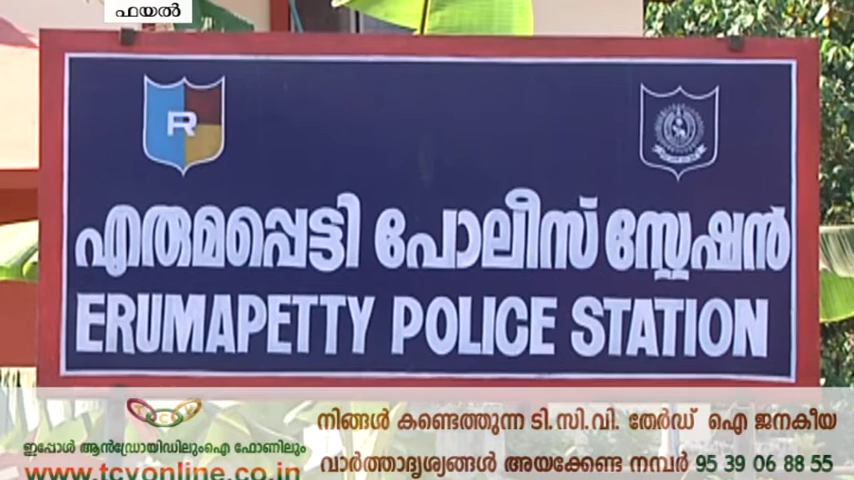 ഫയൽ
R
എരുമപ്പെട്ടി പോലീസ് സ്റ്റേഷൻ
ERUMAPETTY POLICE STATION
നിങ്ങൾ കണ്ടെത്തുന്ന ടി.സി.വി. തേർഡ് ഐ ജനകീയ
ഇപ്പോൾ ആൻഡ്രോയിഡിലുംഐ ഫോണിലും
വാർത്താദൃശ്യങ്ങൾ അയക്കേണ്ട നമ്പർ 95 39 06 88 55
www.tcvonline.co.in